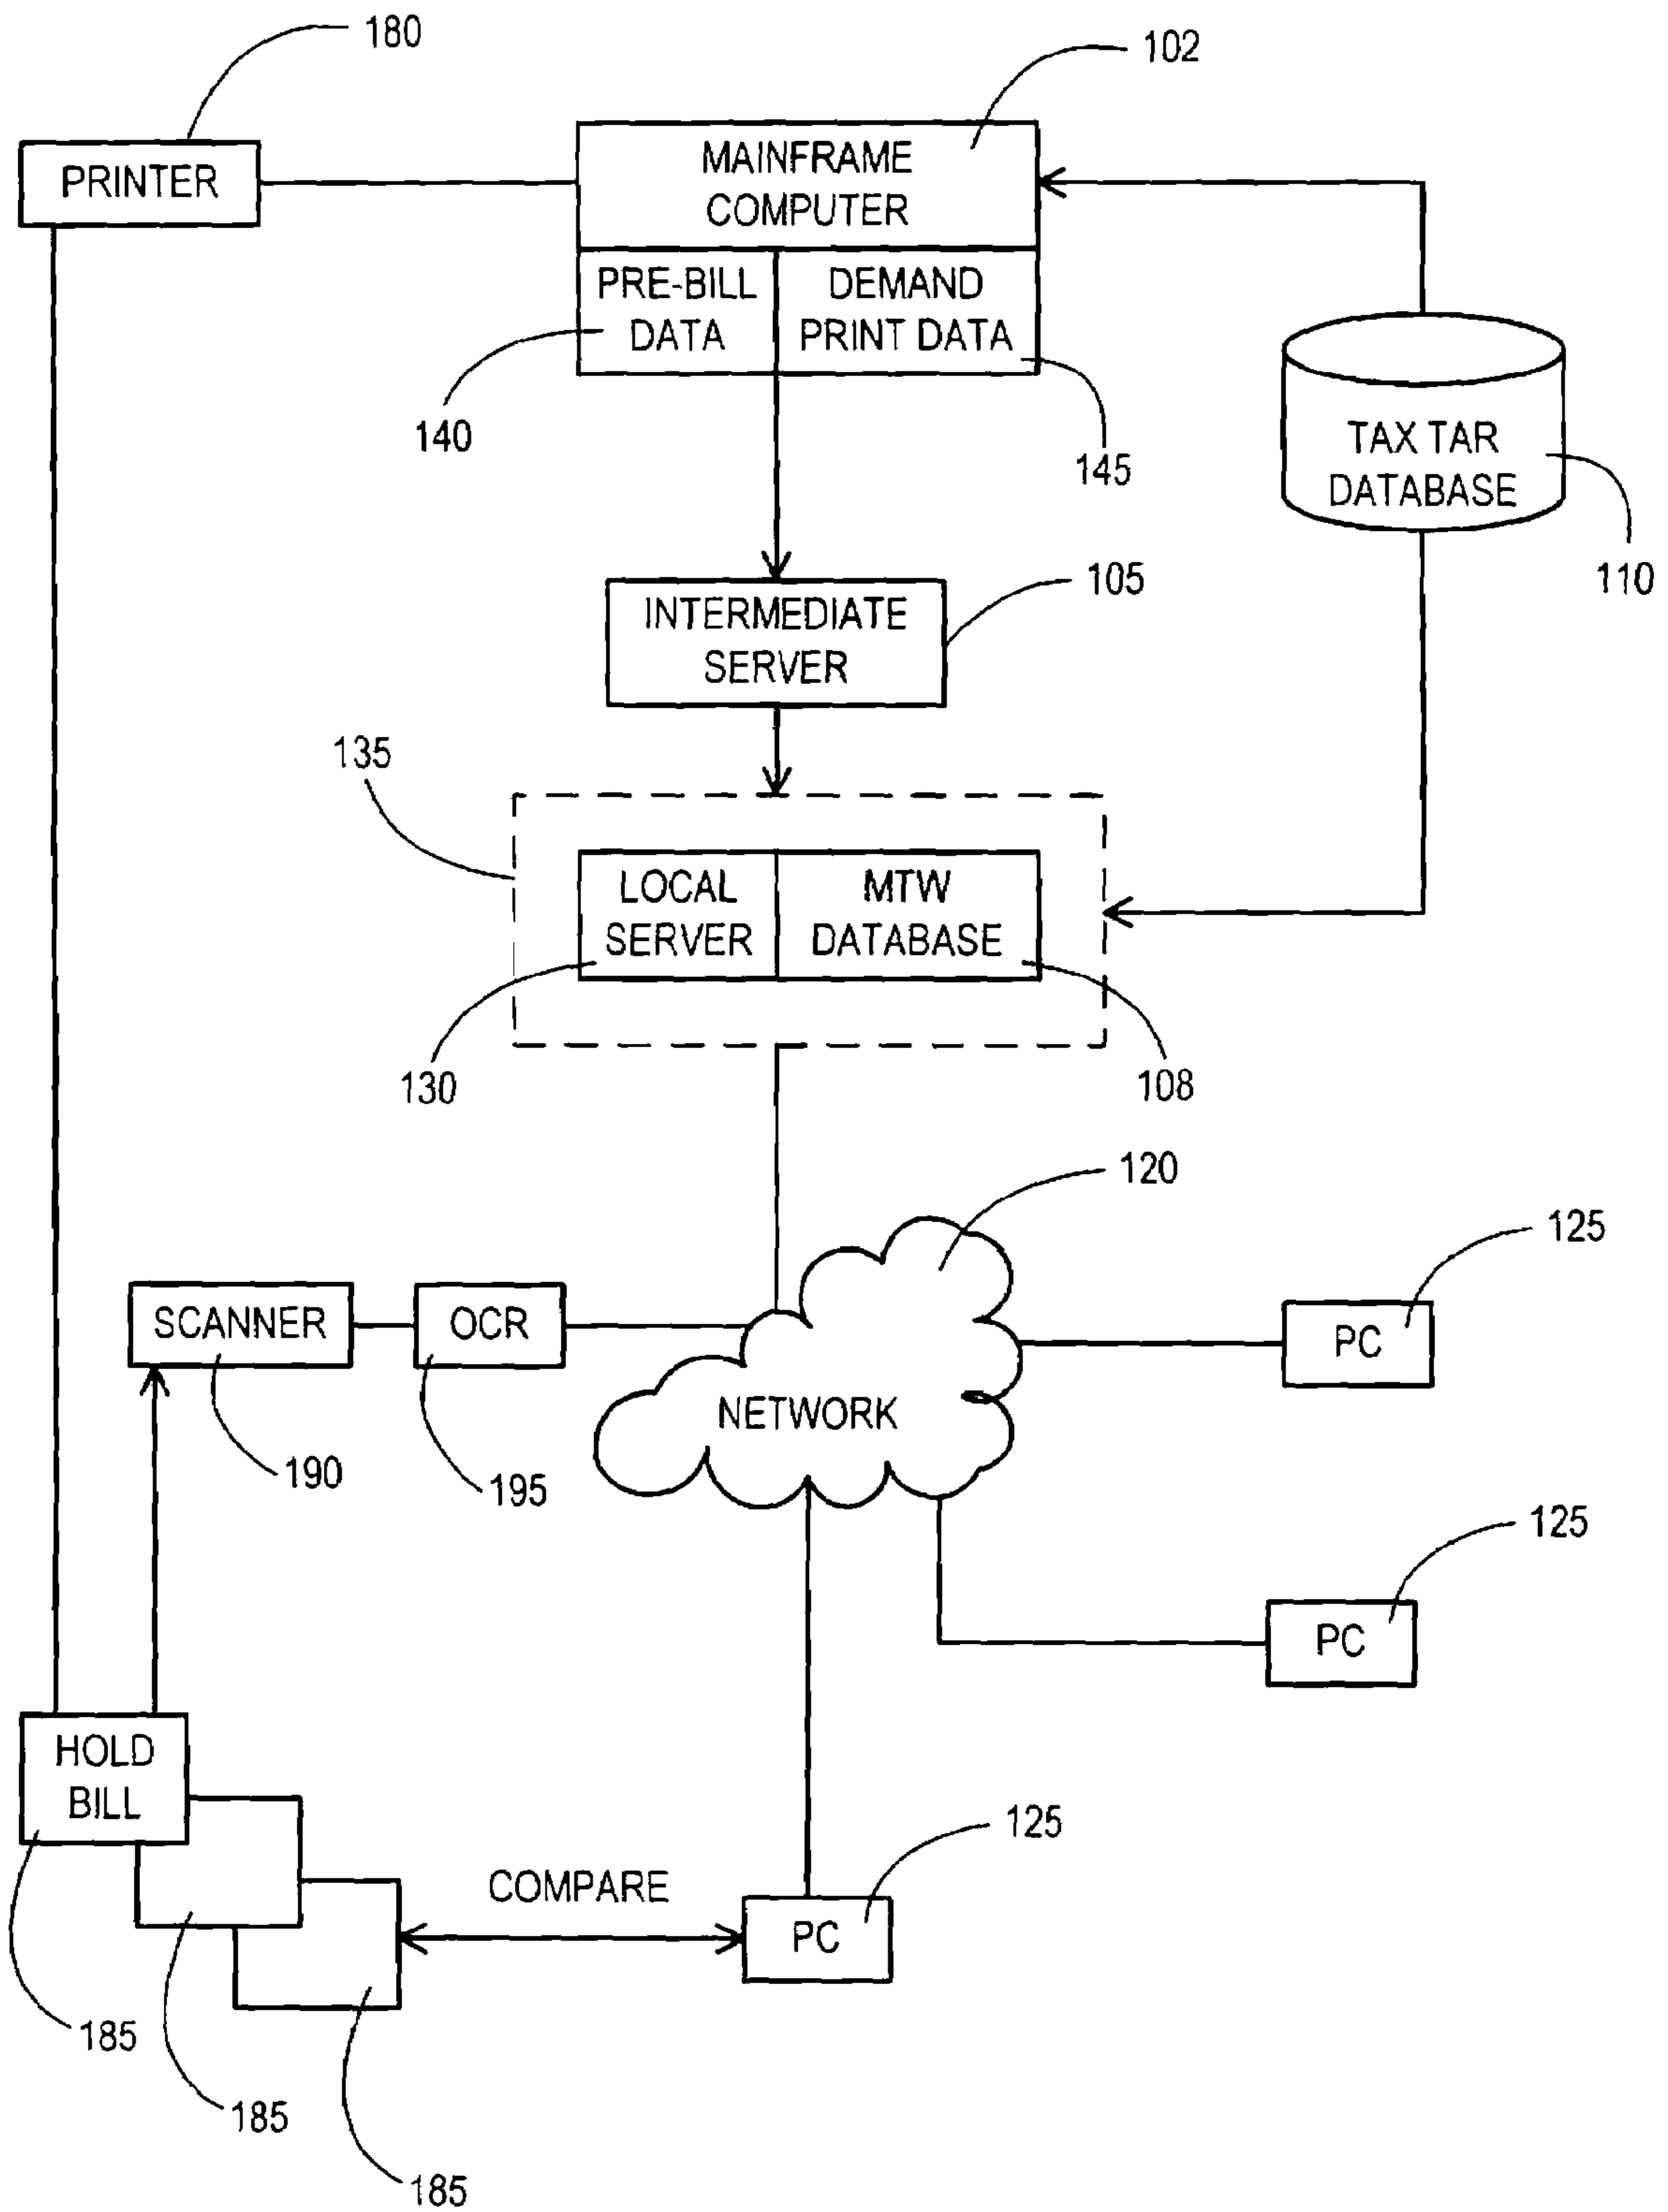 180
102
PRINTER
MAINFRAME
COMPUTER
PRE-BILL
DATA
DEMAND
PRINT DATA
140
145
TAX TAR
DATABASE
110
105
INTERMEDIATE
SERVER
135
LOCAL
SERVER
MTW
DATABASE
130
108
120
125
SCANNER
OCR
PC
NETWORK
190
195
125
PC
HOLD
BILL
125
COMPARE
PC
185
185
185